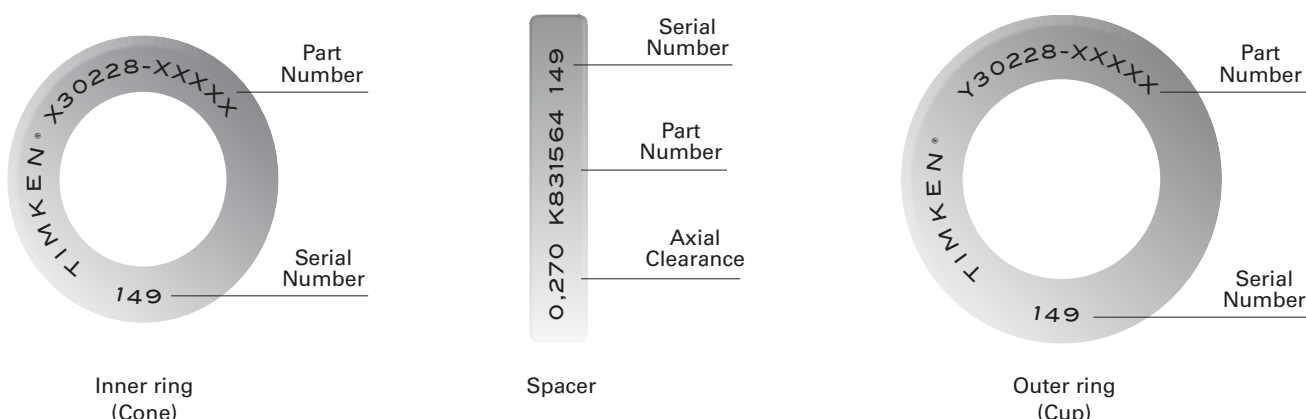 Part
Number
TIMKEN® X30228-XXXXX
Serial
Number
149
Inner ring
(Cone)
Serial
Number
Part
Number
Axial
Clearance
0,270 K831564 149
Spacer
Part
Number
TIMKEN® Y30228-XXXXX
Serial
Number
149
Outer ring
(Cup)